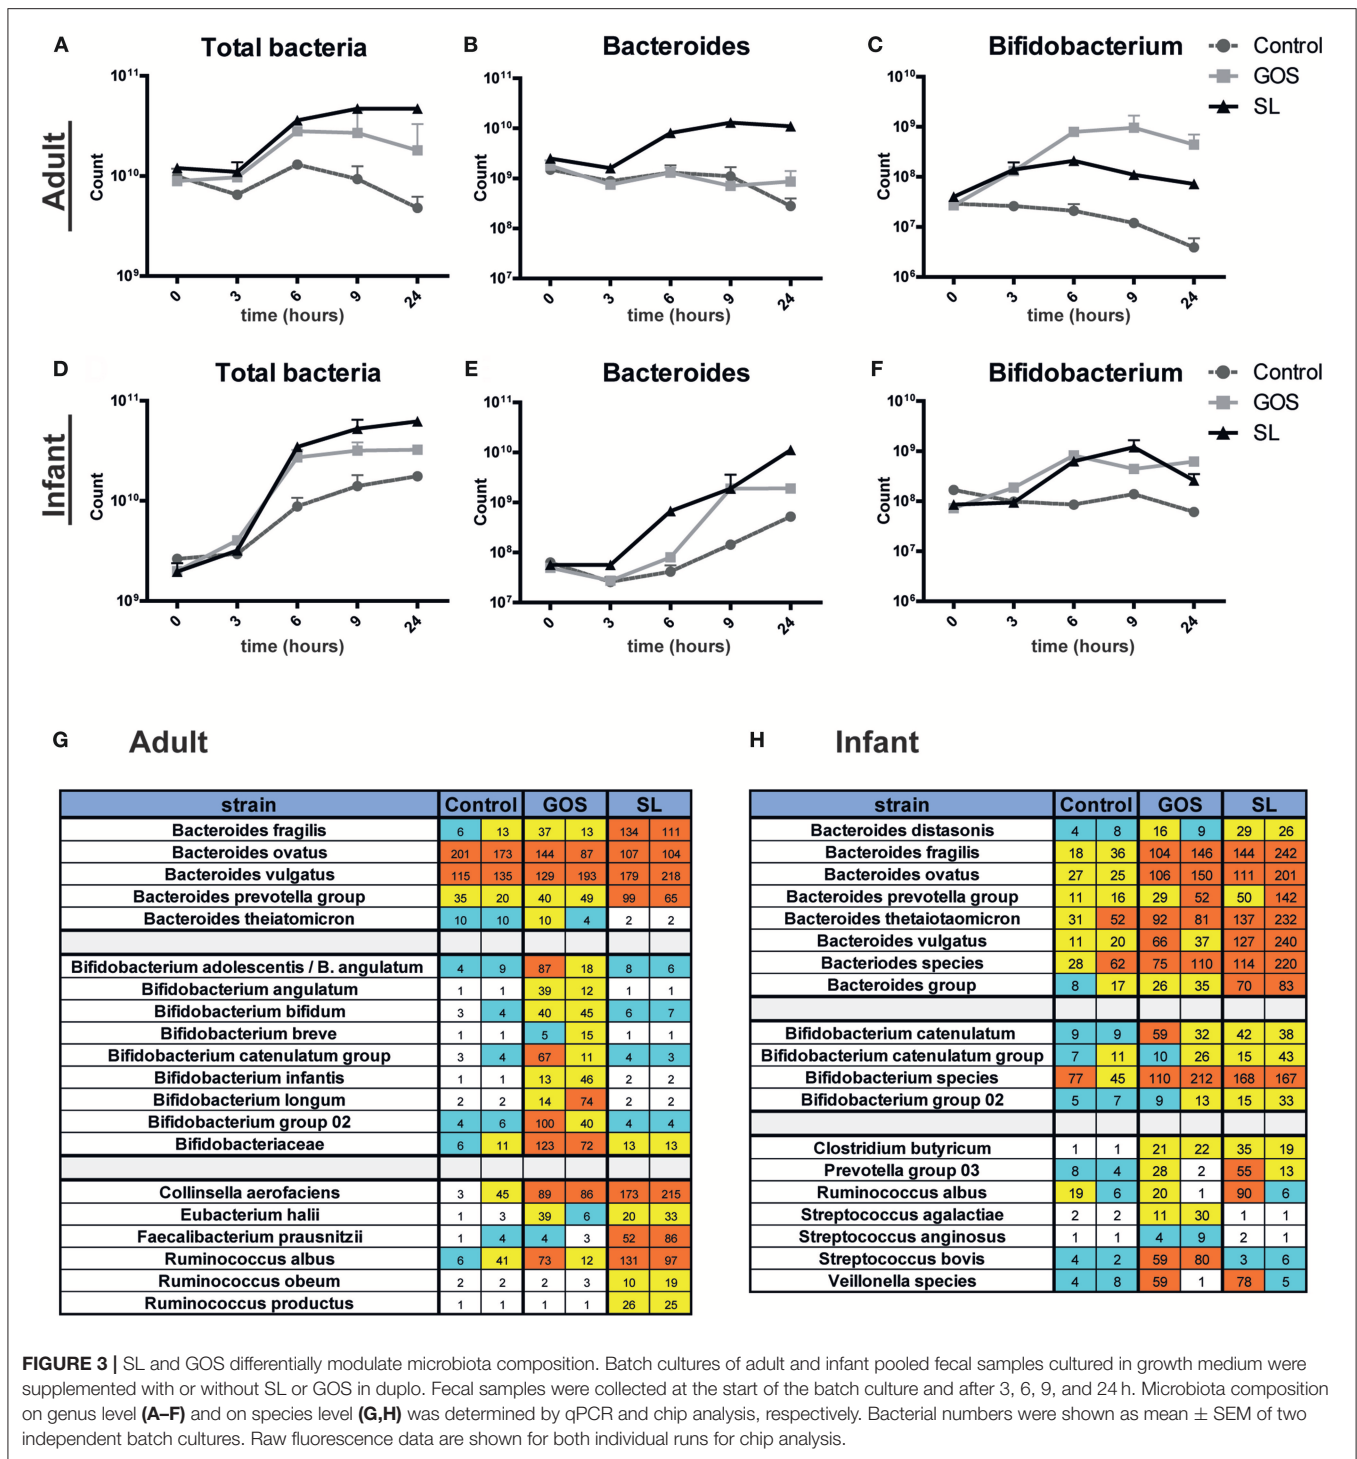 A Total bacteria
B Bacteroides
C Bifidobacterium
Control
GOS
SL
Adult
Count
10¹¹
10¹⁰
10⁹
0 3 6 9 24
time (hours)
Count
10¹¹
10¹⁰
10⁹
10⁸
10⁷
0 3 6 9 24
time (hours)
Count
10¹⁰
10⁹
10⁸
10⁷
10⁶
0 3 6 9 24
time (hours)
D Total bacteria
E Bacteroides
F Bifidobacterium
Control
GOS
SL
Infant
Count
10¹¹
10¹⁰
10⁹
0 3 6 9 24
time (hours)
Count
10¹¹
10¹⁰
10⁹
10⁸
10⁷
0 3 6 9 24
time (hours)
Count
10¹⁰
10⁹
10⁸
10⁷
10⁶
0 3 6 9 24
time (hours)
G Adult
strain Control GOS SL
Bacteroides fragilis 6 13 37 13 134 111
Bacteroides ovatus 201 173 144 87 107 104
Bacteroides vulgatus 115 135 129 193 179 218
Bacteroides prevotella group 35 20 40 49 99 65
Bacteroides theiatomicron 10 10 10 4 2 2
Bifidobacterium adolescentis / B. angulatum 4 9 87 18 8 6
Bifidobacterium angulatum 1 1 39 12 1 1
Bifidobacterium bifidum 3 4 40 45 6 7
Bifidobacterium breve 1 1 5 15 1 1
Bifidobacterium catenulatum group 3 4 67 11 4 3
Bifidobacterium infantis 1 1 13 46 2 2
Bifidobacterium longum 2 2 14 74 2 2
Bifidobacterium group 02 4 6 100 40 4 4
Bifidobacteriaceae 6 11 123 72 13 13
Collinsella aerofaciens 3 45 89 86 173 215
Eubacterium halii 1 3 39 6 20 33
Faecalibacterium prausnitzii 1 4 4 3 52 86
Ruminococcus albus 6 41 73 12 131 97
Ruminococcus obeum 2 2 2 3 10 19
Ruminococcus productus 1 1 1 1 26 25
H Infant
strain Control GOS SL
Bacteroides distasonis 4 8 16 9 29 26
Bacteroides fragilis 18 36 104 146 144 242
Bacteroides ovatus 27 25 106 150 111 201
Bacteroides prevotella group 11 16 29 52 50 142
Bacteroides thetaiotaomicron 31 52 92 81 137 232
Bacteroides vulgatus 11 20 66 37 127 240
Bacteriodes species 28 62 75 110 114 220
Bacteroides group 8 17 26 35 70 83
Bifidobacterium catenulatum 9 9 59 32 42 38
Bifidobacterium catenulatum group 7 11 10 26 15 43
Bifidobacterium species 77 45 110 212 168 167
Bifidobacterium group 02 5 7 9 13 15 33
Clostridium butyricum 1 1 21 22 35 19
Prevotella group 03 8 4 28 2 55 13
Ruminococcus albus 19 6 20 1 90 6
Streptococcus agalactiae 2 2 11 30 1 1
Streptococcus anginosus 1 1 4 9 2 1
Streptococcus bovis 4 2 59 80 3 6
Veillonella species 4 8 59 1 78 5
FIGURE 3 | SL and GOS differentially modulate microbiota composition. Batch cultures of adult and infant pooled fecal samples cultured in growth medium were
supplemented with or without SL or GOS in duplo. Fecal samples were collected at the start of the batch culture and after 3, 6, 9, and 24 h. Microbiota composition
on genus level (A–F) and on species level (G,H) was determined by qPCR and chip analysis, respectively. Bacterial numbers were shown as mean ± SEM of two
independent batch cultures. Raw fluorescence data are shown for both individual runs for chip analysis.